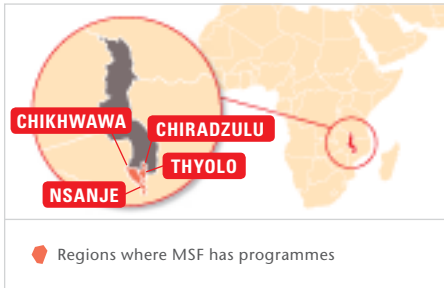 CHIKHWAWA
CHIRADZULU
THYOLO
NSANJE
Regions where MSF has programmes